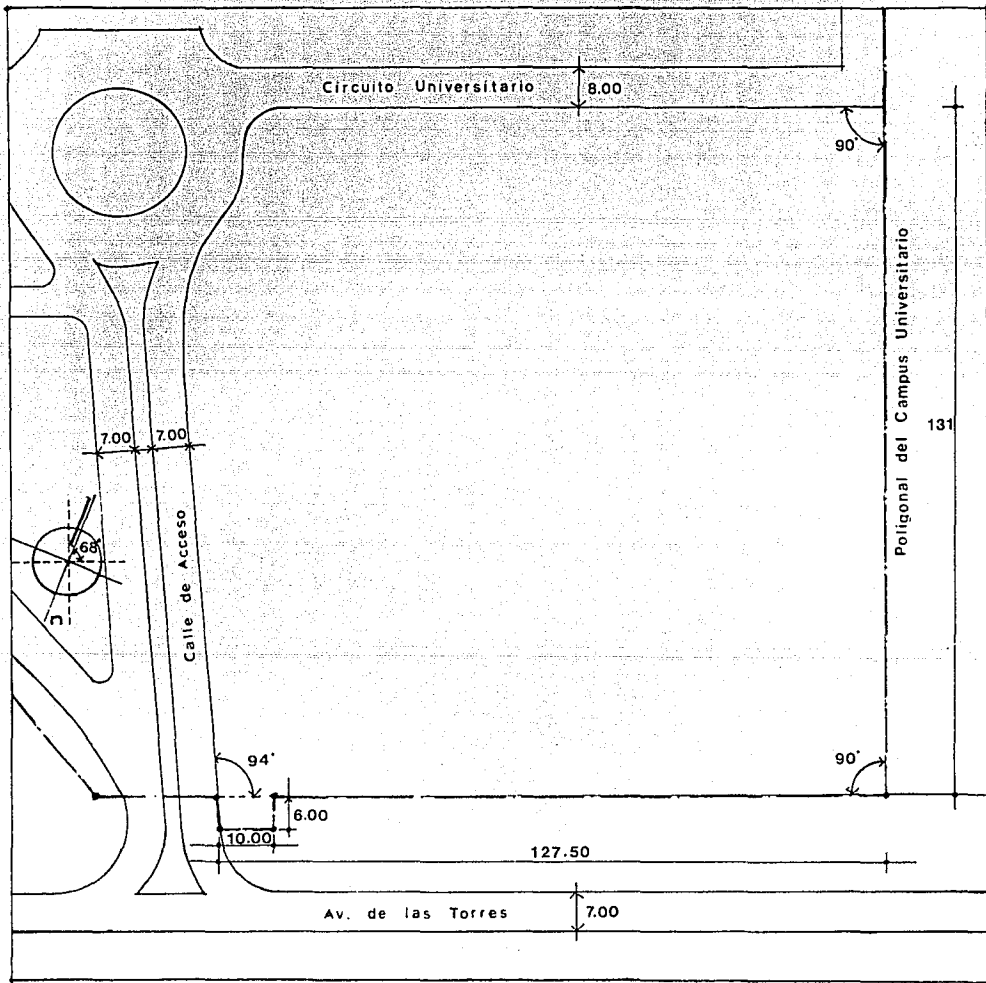 Circuito Universitario
8.00
90°
Poligonal del Campus Universitario
131
7.00
7.00
68°
Calle de Acceso
n
94°
90°
6.00
10.00
127.50
Av. de las Torres
7.00